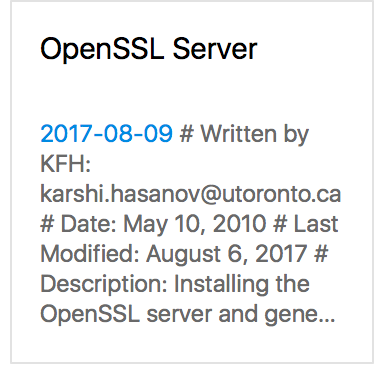 OpenSSL Server
2017-08-09 # Written by
KFH:
karshi.hasanov@utoronto.ca
# Date: May 10, 2010 # Last
Modified: August 6, 2017 #
Description: Installing the
OpenSSL server and gene...